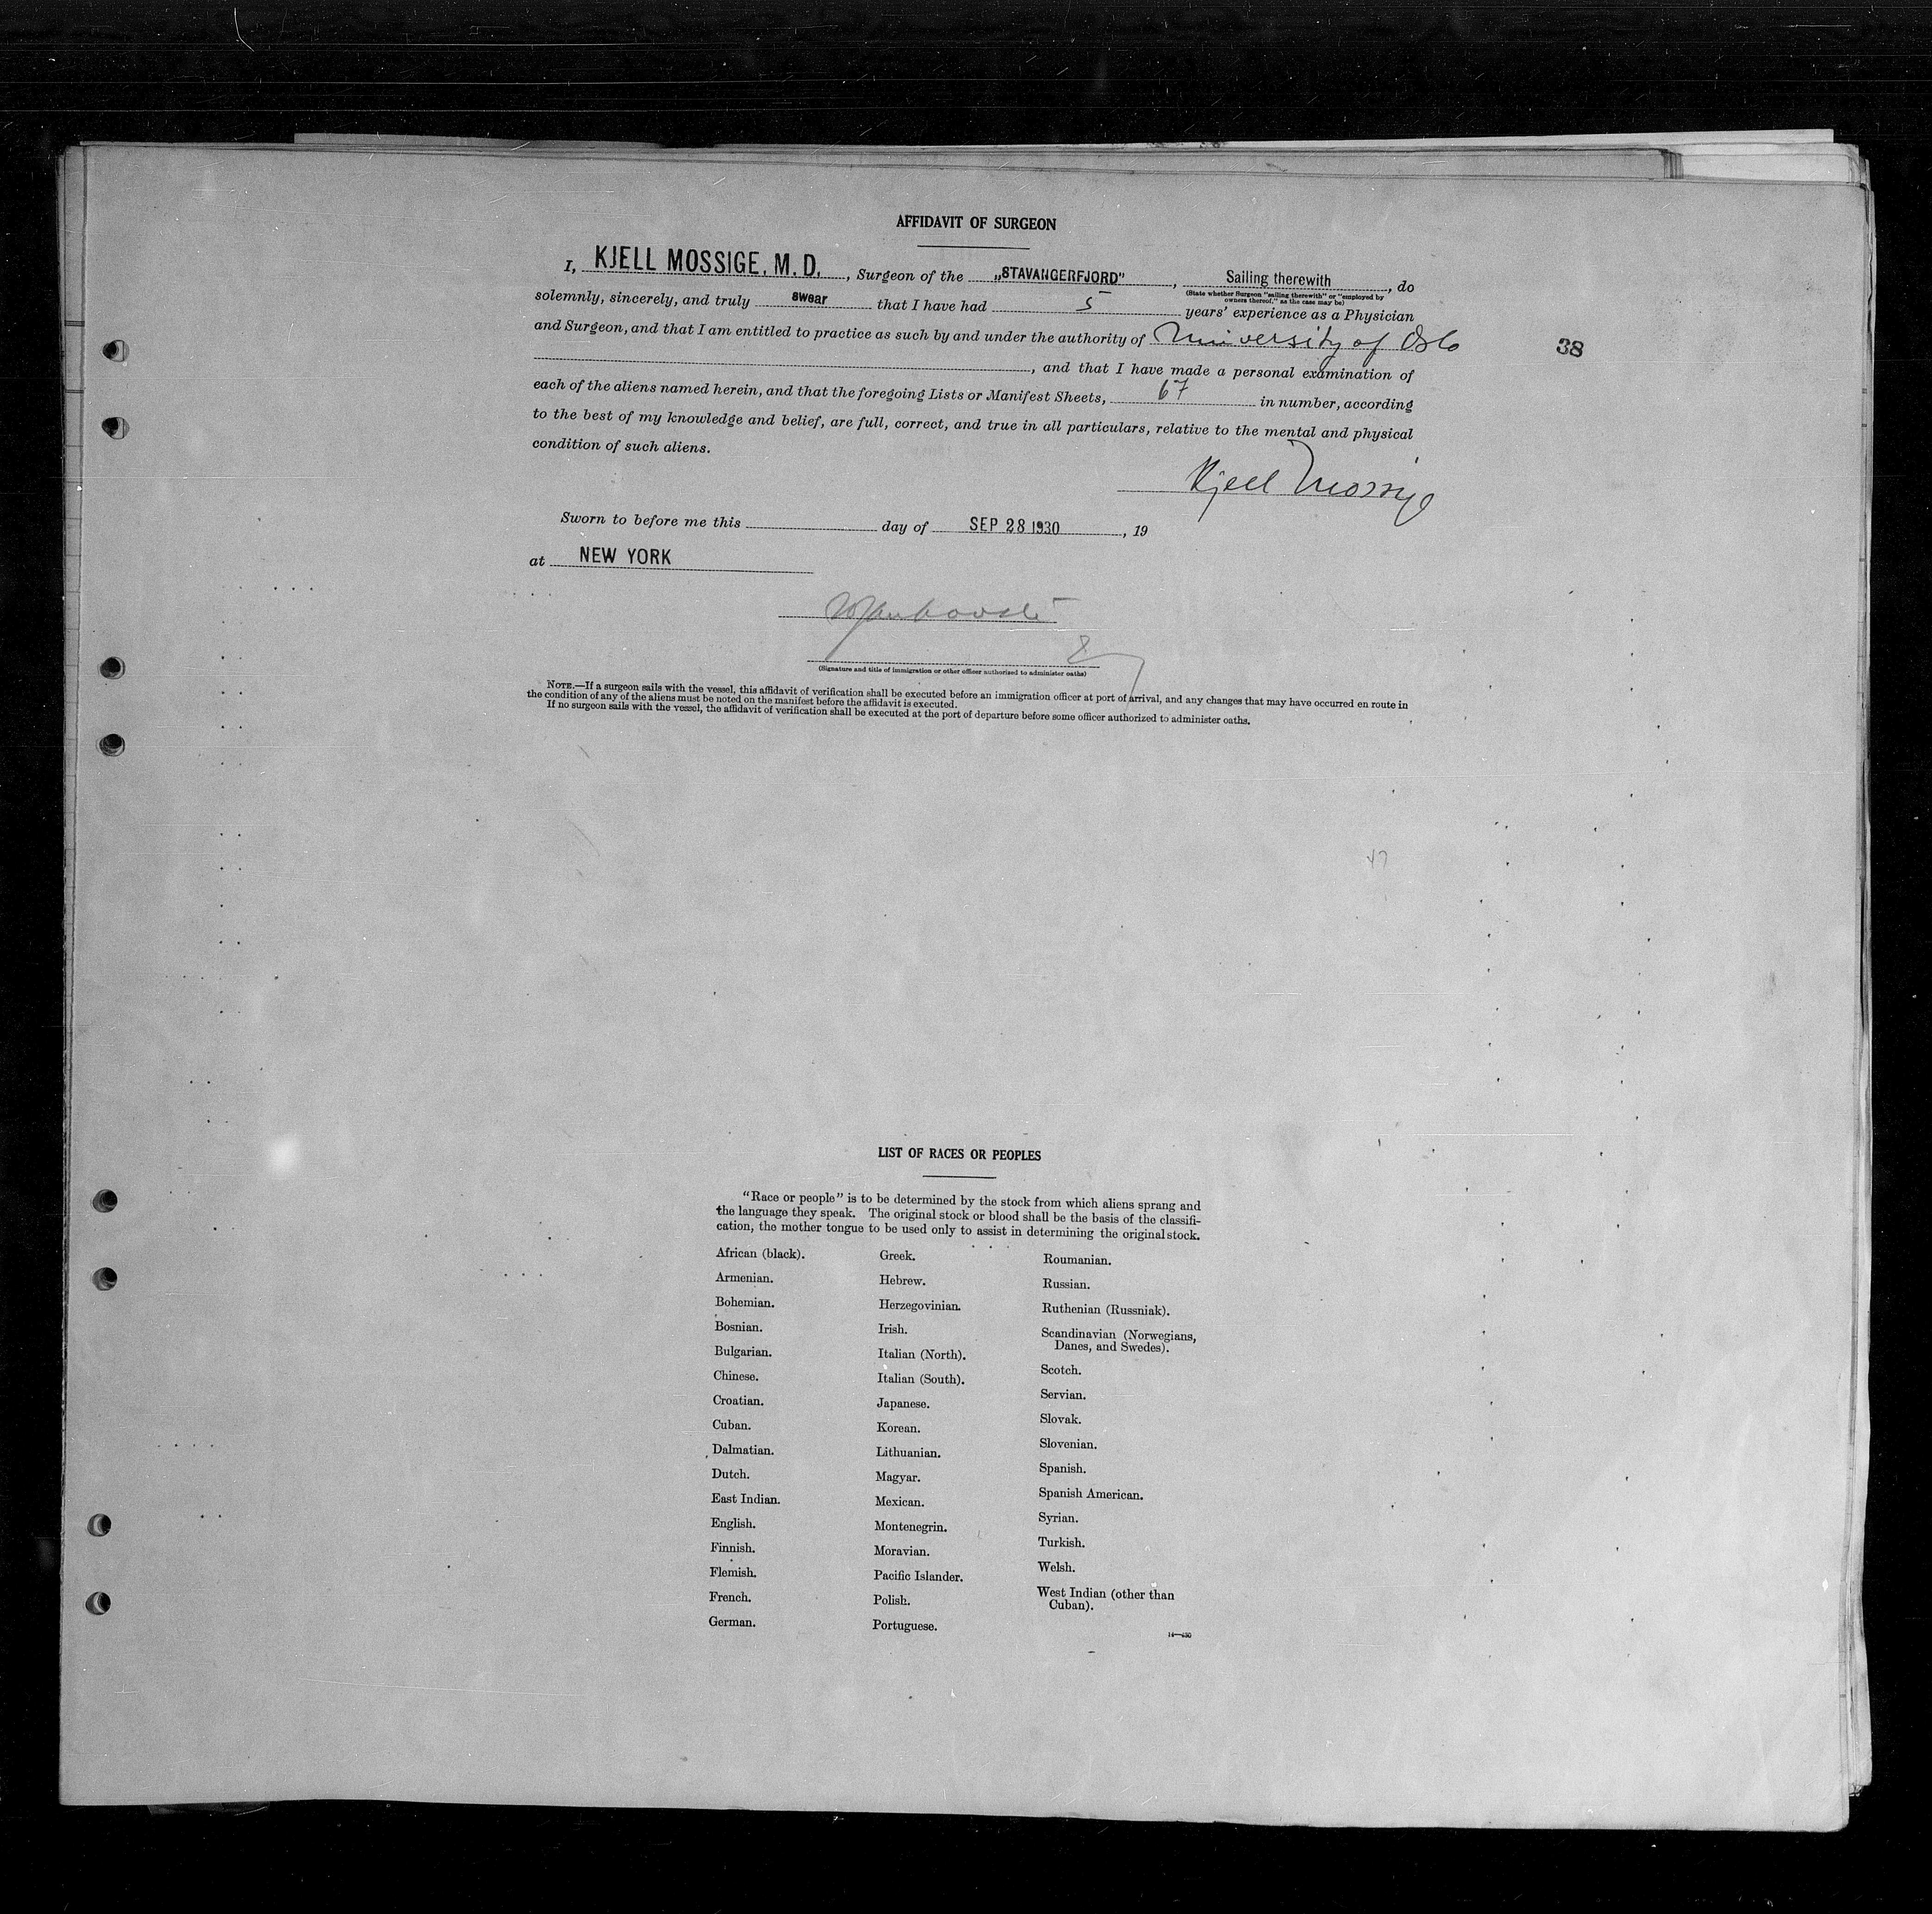 AFFIDAVIT OF SURGEON
I, KJELL MOSSIGE, M. D., Surgeon of the „STAVANGERFJORD”, Sailing therewith, do
(State whether Surgeon "sailing therewith" or "employed by owners thereof," as the case may be)
solemnly, sincerely, and truly swear that I have had 5 years' experience as a Physician
and Surgeon, and that I am entitled to practice as such by and under the authority of University of Oslo
38
, and that I have made a personal examination of
each of the aliens named herein, and that the foregoing Lists or Manifest Sheets, 67 in number, according
to the best of my knowledge and belief, are full, correct, and true in all particulars, relative to the mental and physical
condition of such aliens.
Kjell Mossige
Sworn to before me this day of SEP 28 1930, 19
at NEW YORK
(Signature and title of immigration or other officer authorized to administer oaths)
NOTE.—If a surgeon sails with the vessel, this affidavit of verification shall be executed before an immigration officer at port of arrival, and any changes that may have occurred en route in
the condition of any of the aliens must be noted on the manifest before the affidavit is executed.
If no surgeon sails with the vessel, the affidavit of verification shall be executed at the port of departure before some officer authorized to administer oaths.
47
LIST OF RACES OR PEOPLES
"Race or people" is to be determined by the stock from which aliens sprang and
the language they speak. The original stock or blood shall be the basis of the classifi-
cation, the mother tongue to be used only to assist in determining the original stock.
African (black).
Armenian.
Bohemian.
Bosnian.
Bulgarian.
Chinese.
Croatian.
Cuban.
Dalmatian.
Dutch.
East Indian.
English.
Finnish.
Flemish.
French.
German.
Greek.
Hebrew.
Herzegovinian.
Irish.
Italian (North).
Italian (South).
Japanese.
Korean.
Lithuanian.
Magyar.
Mexican.
Montenegrin.
Moravian.
Pacific Islander.
Polish.
Portuguese.
Roumanian.
Russian.
Ruthenian (Russniak).
Scandinavian (Norwegians,
Danes, and Swedes).
Scotch.
Servian.
Slovak.
Slovenian.
Spanish.
Spanish American.
Syrian.
Turkish.
Welsh.
West Indian (other than
Cuban).
14—430